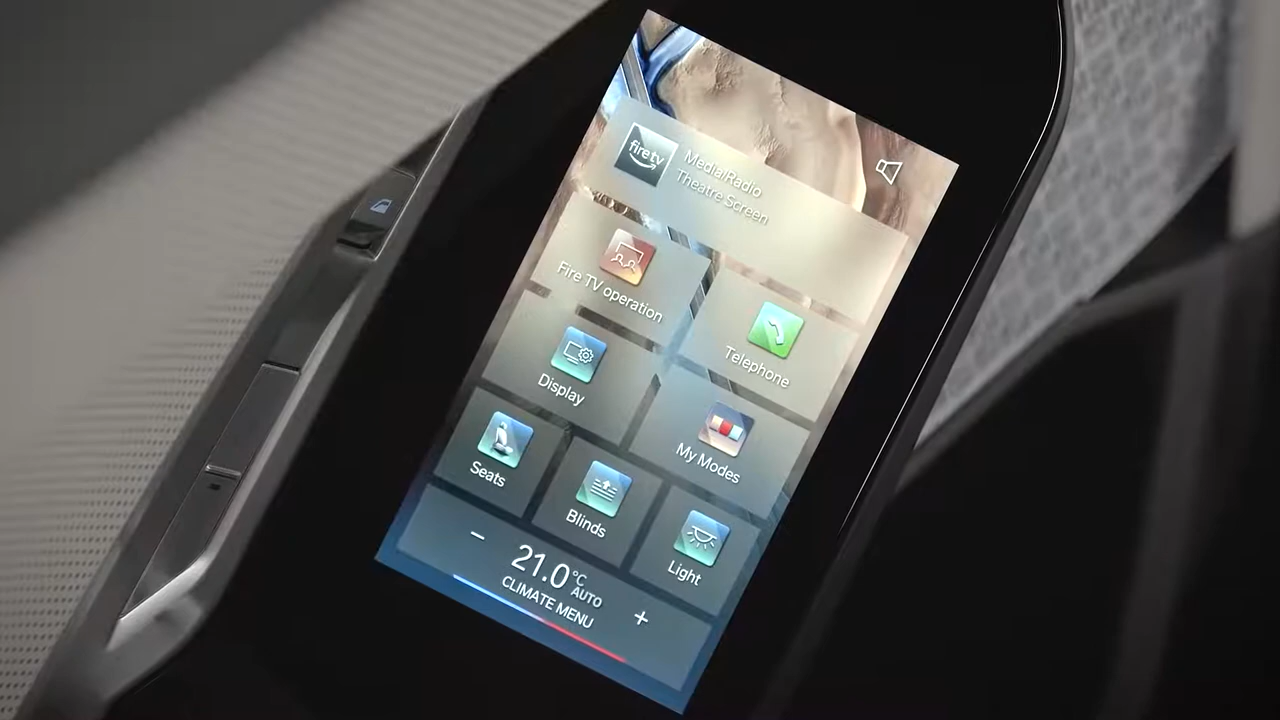 fire tv
Media/Radio
Theatre Screen
Fire TV operation
Telephone
Display
My Modes
Seats
Blinds
Light
− 21.0 °C +
AUTO
CLIMATE MENU